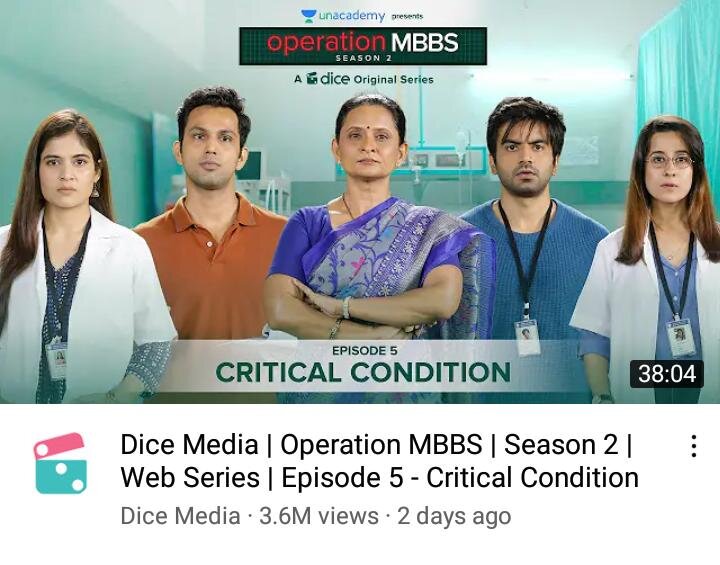 unacademy presents
operation MBBS
SEASON 2
A dice Original Series
EPISODE 5
CRITICAL CONDITION
38:04
Dice Media | Operation MBBS | Season 2 |
Web Series | Episode 5 - Critical Condition
Dice Media · 3.6M views · 2 days ago